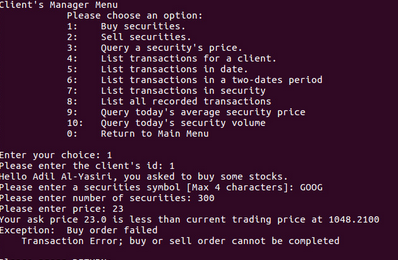 Client's Manager Menu
Please choose an option:
1: Buy securities.
2: Sell securities.
3: Query a security's price.
4: List transactions for a client.
5: List transactions in date.
6: List transactions in a two-dates period
7: List transactions in security
8: List all recorded transactions
9: Query today's average security price
10: Query today's security volume
0: Return to Main Menu
Enter your choice: 1
Please enter the client's id: 1
Hello Adil Al-Yasiri, you asked to buy some stocks.
Please enter a securities symbol [Max 4 characters]: GOOG
Please enter number of securities: 300
Please enter price: 23
Your ask price 23.0 is less than current trading price at 1048.2100
Exception: Buy order failed
Transaction Error; buy or sell order cannot be completed